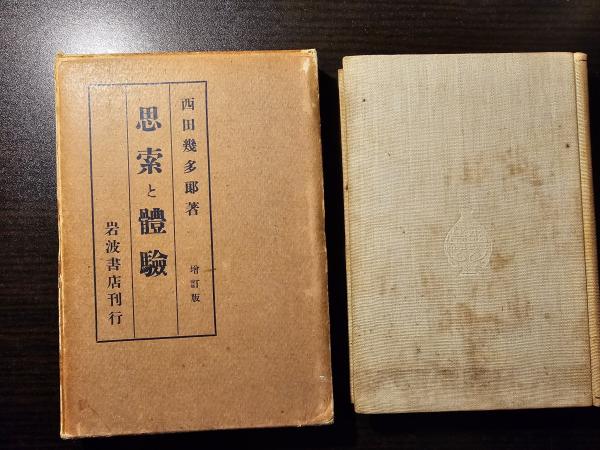 西田幾多郎著 増訂版
思索と體驗
岩波書店刊行